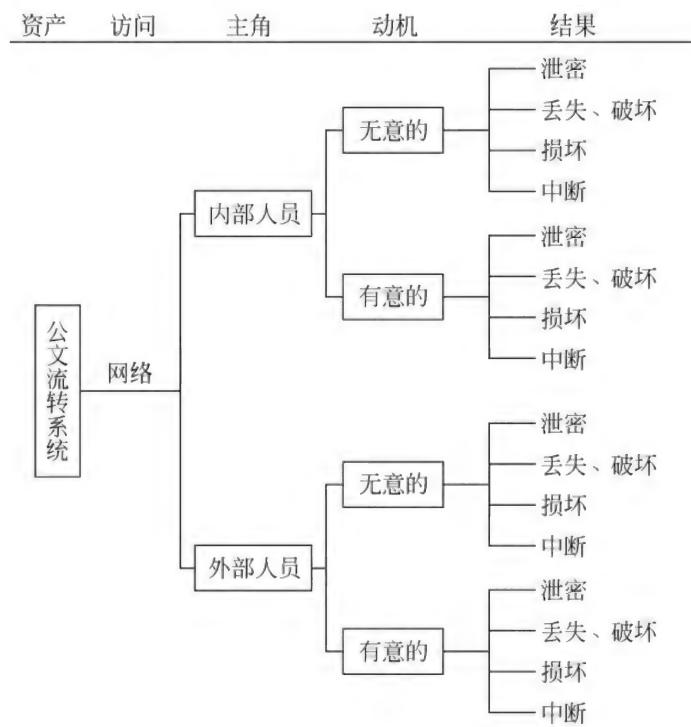 资产 访问 主角 动机 结果
泄密
无意的 丢失、破坏
损坏
内部人员 中断
泄密
有意的 丢失、破坏
损坏
公文流转系统 网络 中断
泄密
无意的 丢失、破坏
损坏
外部人员 中断
泄密
有意的 丢失、破坏
损坏
中断